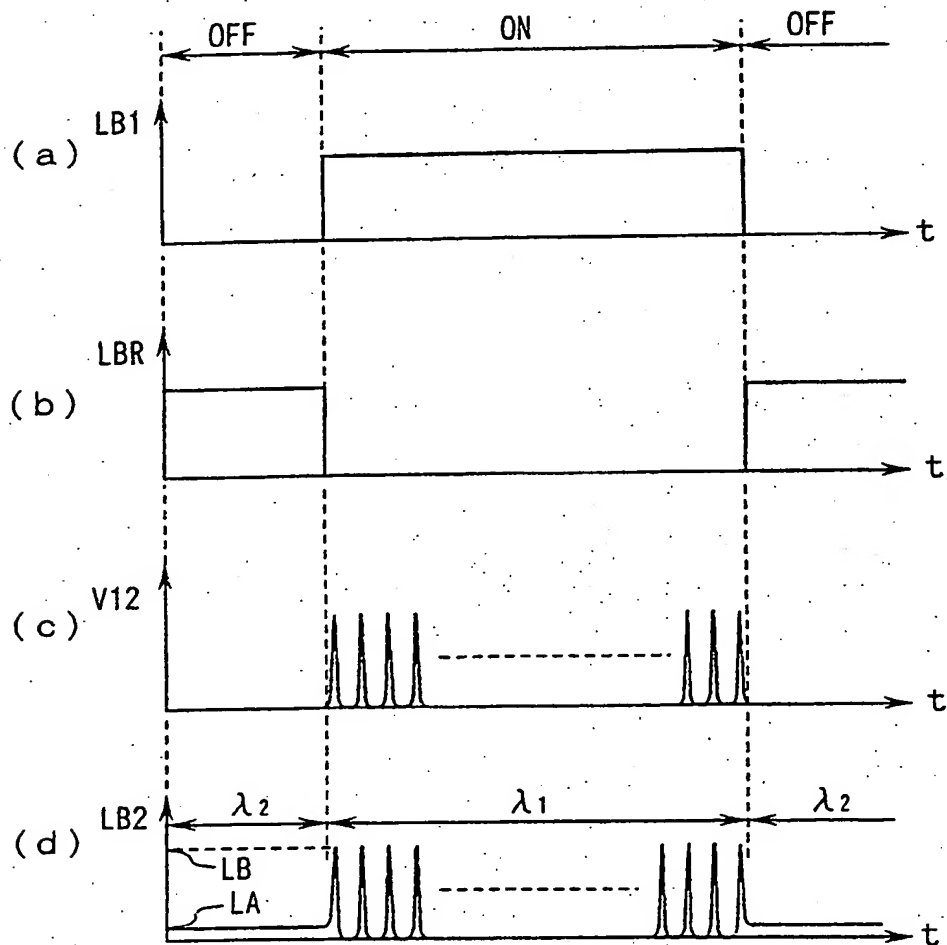 OFF ON OFF
LB1
(a)
t
LBR
(b)
t
V12
(c)
t
λ2 λ1 λ2
LB2
(d)
LB
LA
t